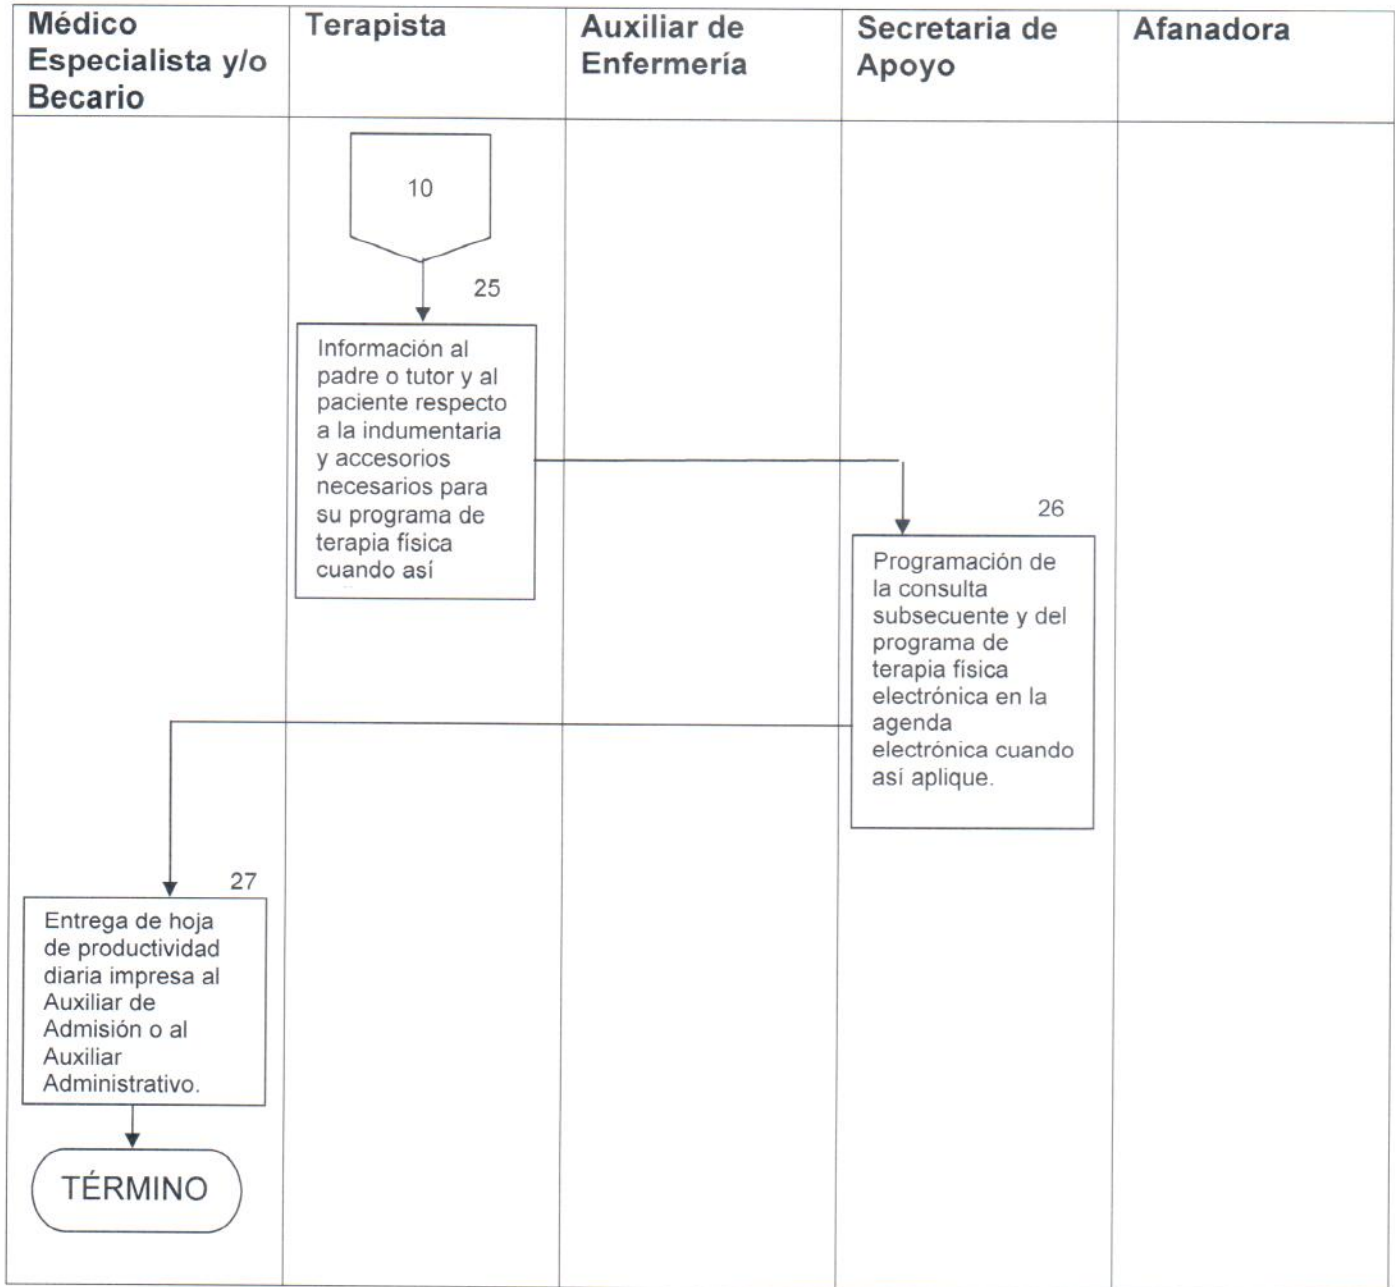 Médico
Especialista y/o
Becario
Terapista
Auxiliar de
Enfermería
Secretaria de
Apoyo
Afanadora
10
25
Información al
padre o tutor y al
paciente respecto
a la indumentaria
y accesorios
necesarios para
su programa de
terapia física
cuando así
26
Programación de
la consulta
subsecuente y del
programa de
terapia física
electrónica en la
agenda
electrónica cuando
así aplique.
27
Entrega de hoja
de productividad
diaria impresa al
Auxiliar de
Admisión o al
Auxiliar
Administrativo.
TÉRMINO